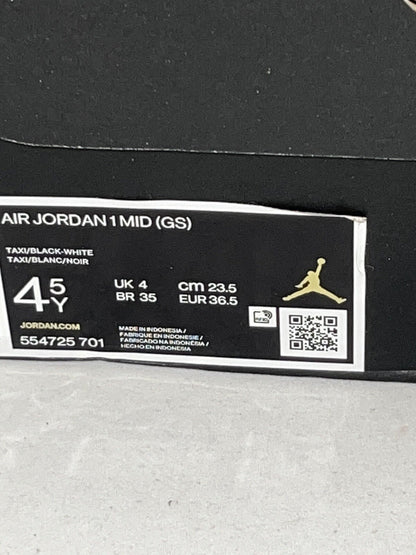 AIR JORDAN 1 MID (GS)
TAXI/BLACK-WHITE
TAXI/BLANC/NOIR
4 5Y
UK 4
BR 35
cm 23.5
EUR 36.5
JORDAN.COM
554725 701
MADE IN INDONESIA /
FABRIQUE EN INDONESIE /
FABRICADO NA INDONESIA /
HECHO EN INDONESIA